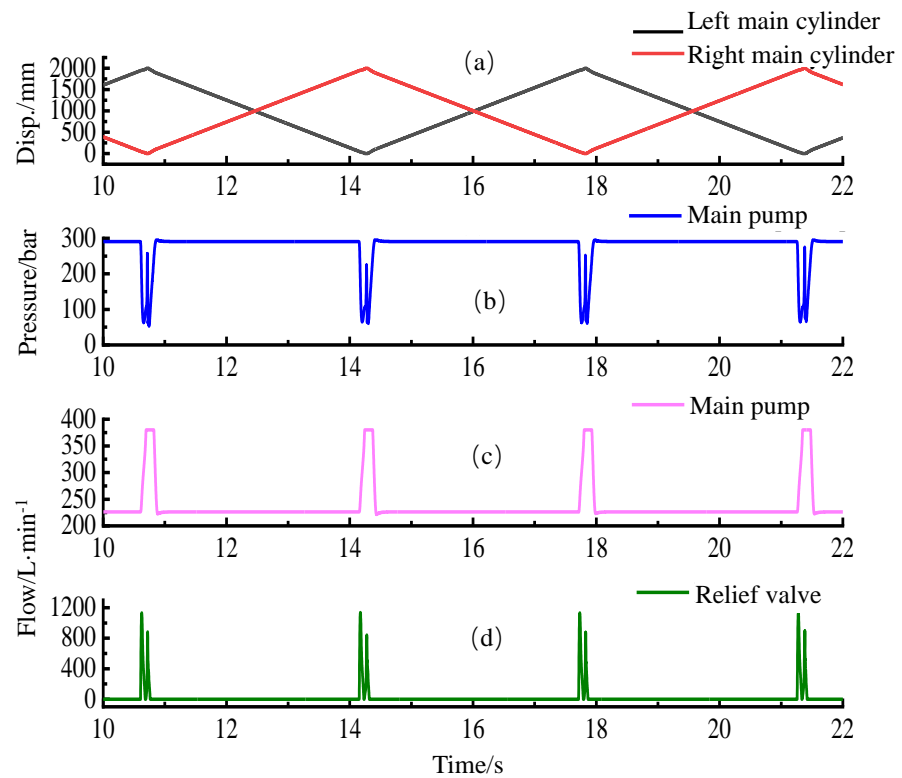 Left main cylinder
Right main cylinder
(a)
Disp./mm
2000
1500
1000
500
0
10 12 14 16 18 20 22
Main pump
(b)
Pressure/bar
300
200
100
0
10 12 14 16 18 20 22
Main pump
(c)
400
350
300
250
200
10 12 14 16 18 20 22
Flow/L·min⁻¹
Relief valve
(d)
1200
800
400
0
10 12 14 16 18 20 22
Time/s